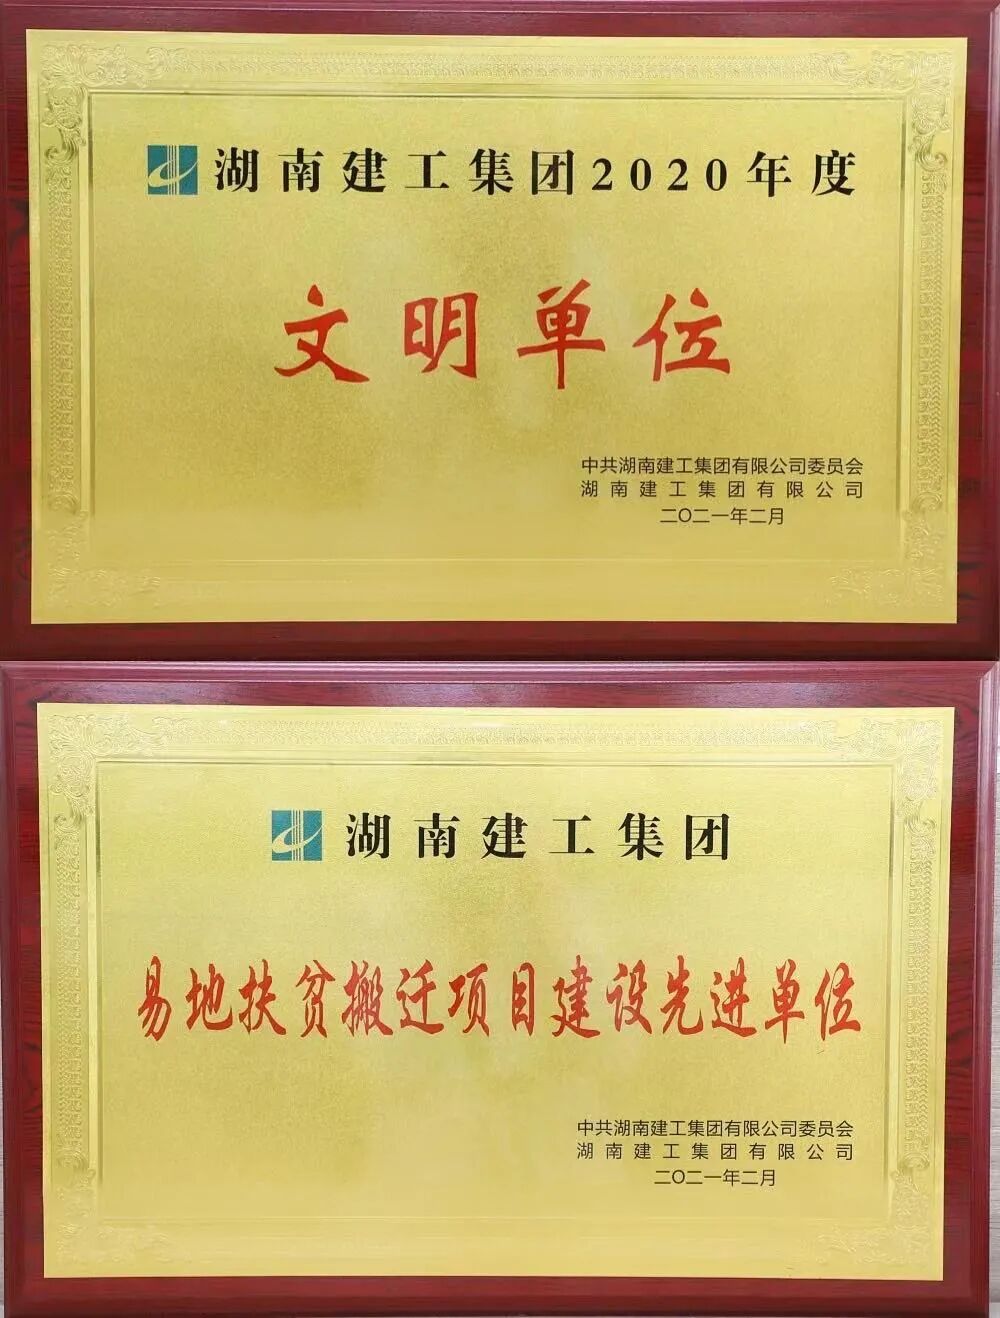 湖南建工集团2020年度
文明单位
中共湖南建工集团有限公司委员会
湖南建工集团有限公司
二〇二一年二月
湖南建工集团
易地扶贫搬迁项目建设先进单位
中共湖南建工集团有限公司委员会
湖南建工集团有限公司
二〇二一年二月